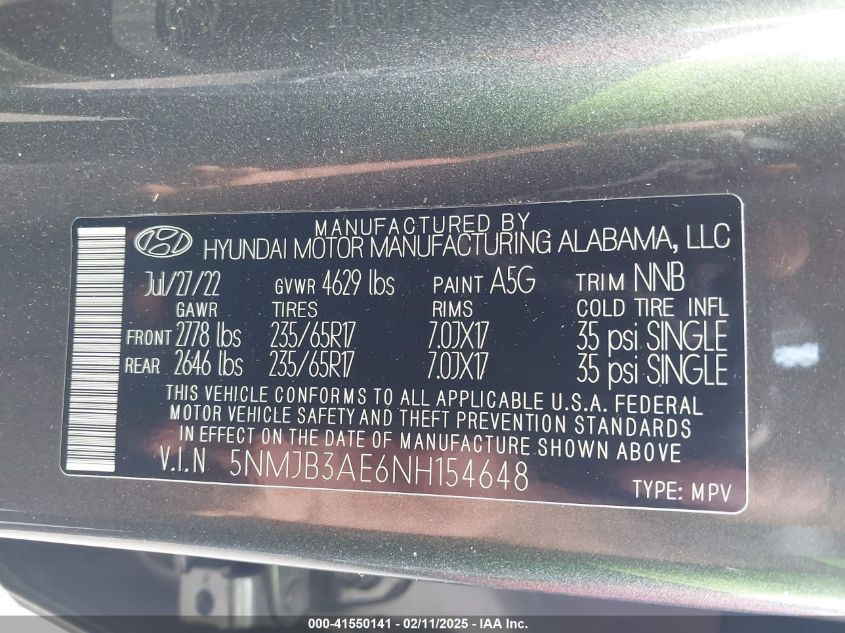 MANUFACTURED BY
HYUNDAI MOTOR MANUFACTURING ALABAMA, LLC
Jul/27/22 GVWR 4629 lbs PAINT A5G TRIM NNB
GAWR TIRES RIMS COLD TIRE INFL
FRONT 2778 lbs 235/65R17 7.0JX17 35 psi SINGLE
REAR 2646 lbs 235/65R17 7.0JX17 35 psi SINGLE
THIS VEHICLE CONFORMS TO ALL APPLICABLE U.S.A. FEDERAL
MOTOR VEHICLE SAFETY AND THEFT PREVENTION STANDARDS
IN EFFECT ON THE DATE OF MANUFACTURE SHOWN ABOVE
V.I.N 5NMJB3AE6NH154648
TYPE: MPV
000-41550141 - 02/11/2025 - IAA Inc.